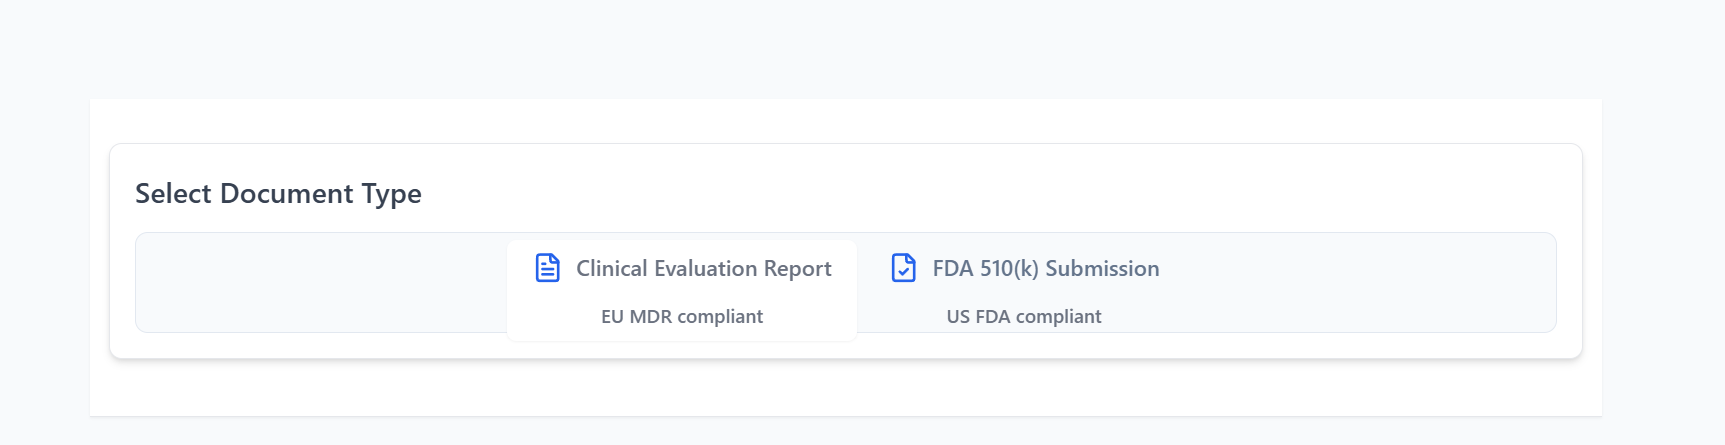 Select Document Type
Clinical Evaluation Report
EU MDR compliant
FDA 510(k) Submission
US FDA compliant